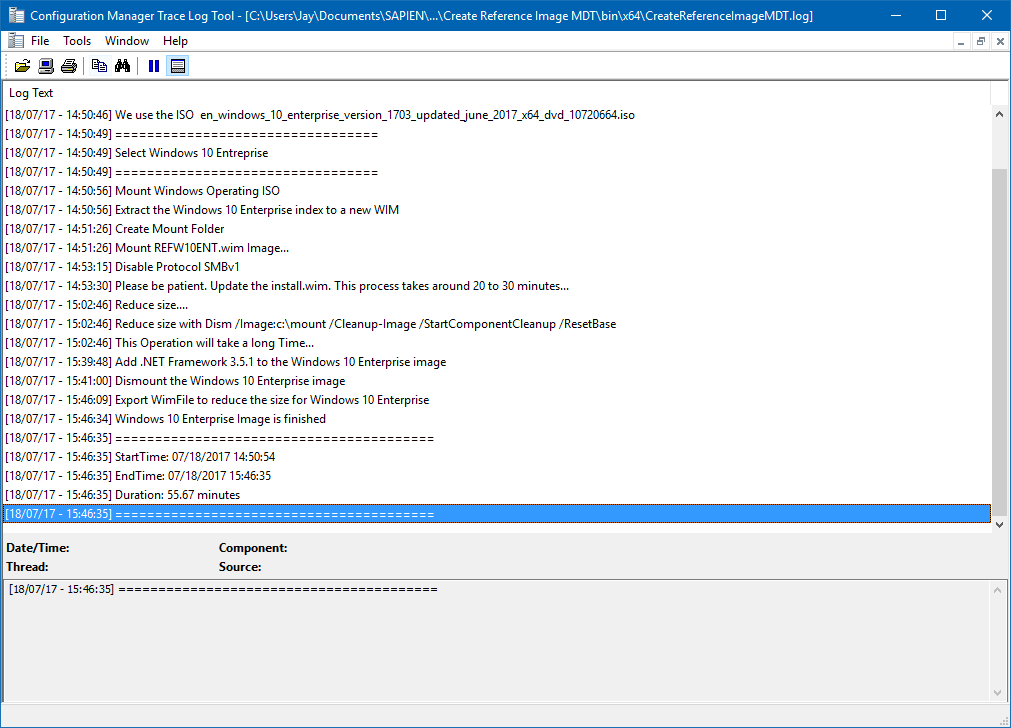 Configuration Manager Trace Log Tool - [C:\Users\Jay\Documents\SAPIEN\...\Create Reference Image MDT\bin\x64\CreateReferenceImageMDT.log]
File Tools Window Help
Log Text
[18/07/17 - 14:50:46] We use the ISO  en_windows_10_enterprise_version_1703_updated_june_2017_x64_dvd_10720664.iso
[18/07/17 - 14:50:49] =================================
[18/07/17 - 14:50:49] Select Windows 10 Entreprise
[18/07/17 - 14:50:49] =================================
[18/07/17 - 14:50:56] Mount Windows Operating ISO
[18/07/17 - 14:50:56] Extract the Windows 10 Enterprise index to a new WIM
[18/07/17 - 14:51:26] Create Mount Folder
[18/07/17 - 14:51:26] Mount REFW10ENT.wim Image...
[18/07/17 - 14:53:15] Disable Protocol SMBv1
[18/07/17 - 14:53:30] Please be patient. Update the install.wim. This process takes around 20 to 30 minutes...
[18/07/17 - 15:02:46] Reduce size....
[18/07/17 - 15:02:46] Reduce size with Dism /Image:c:\mount /Cleanup-Image /StartComponentCleanup /ResetBase
[18/07/17 - 15:02:46] This Operation will take a long Time...
[18/07/17 - 15:39:48] Add .NET Framework 3.5.1 to the Windows 10 Enterprise image
[18/07/17 - 15:41:00] Dismount the Windows 10 Enterprise image
[18/07/17 - 15:46:09] Export WimFile to reduce the size for Windows 10 Enterprise
[18/07/17 - 15:46:34] Windows 10 Enterprise Image is finished
[18/07/17 - 15:46:35] ========================================
[18/07/17 - 15:46:35] StartTime: 07/18/2017 14:50:54
[18/07/17 - 15:46:35] EndTime: 07/18/2017 15:46:35
[18/07/17 - 15:46:35] Duration: 55.67 minutes
[18/07/17 - 15:46:35] ========================================
Date/Time: Component:
Thread: Source:
[18/07/17 - 15:46:35] ========================================